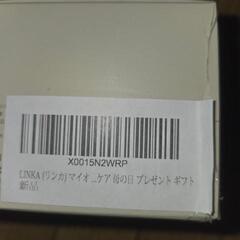 X0015N2WRP
LINKA (リンカ) マイオ ...ケア 母の日 プレゼント ギフト
新品